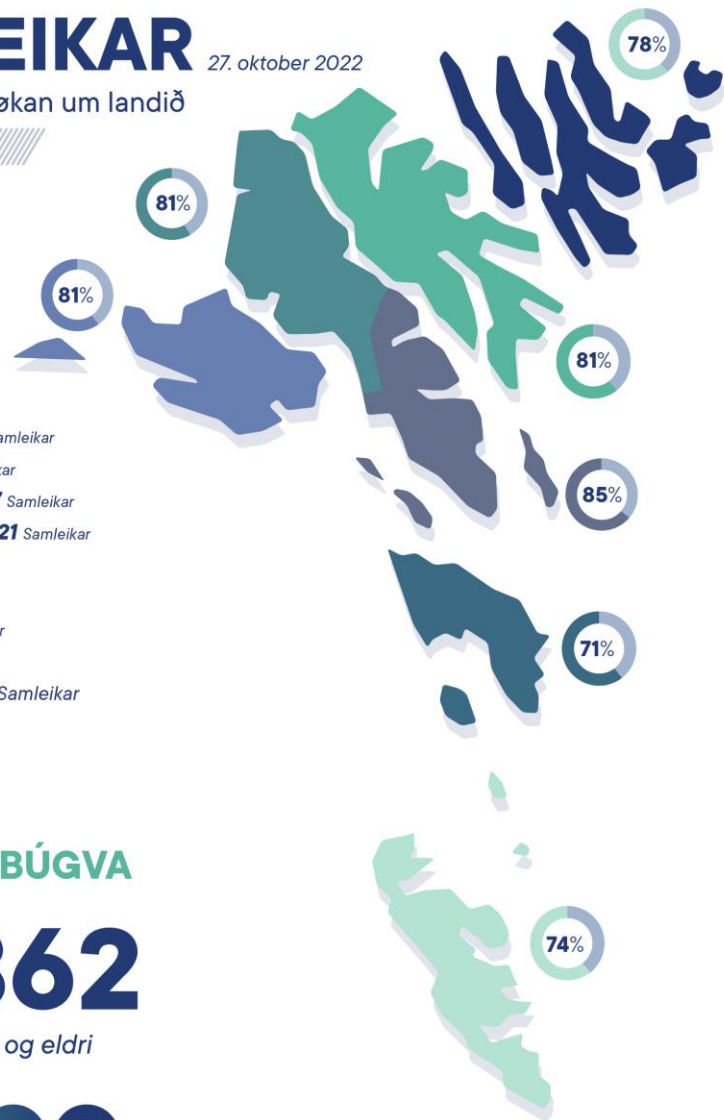 EIKAR 27. oktober 2022
økan um landið
78%
81%
81%
81%
amleikar
kar
7 Samleikar
85%
21 Samleikar
r
71%
Samleikar
BÚGVA
74%
862
og eldri